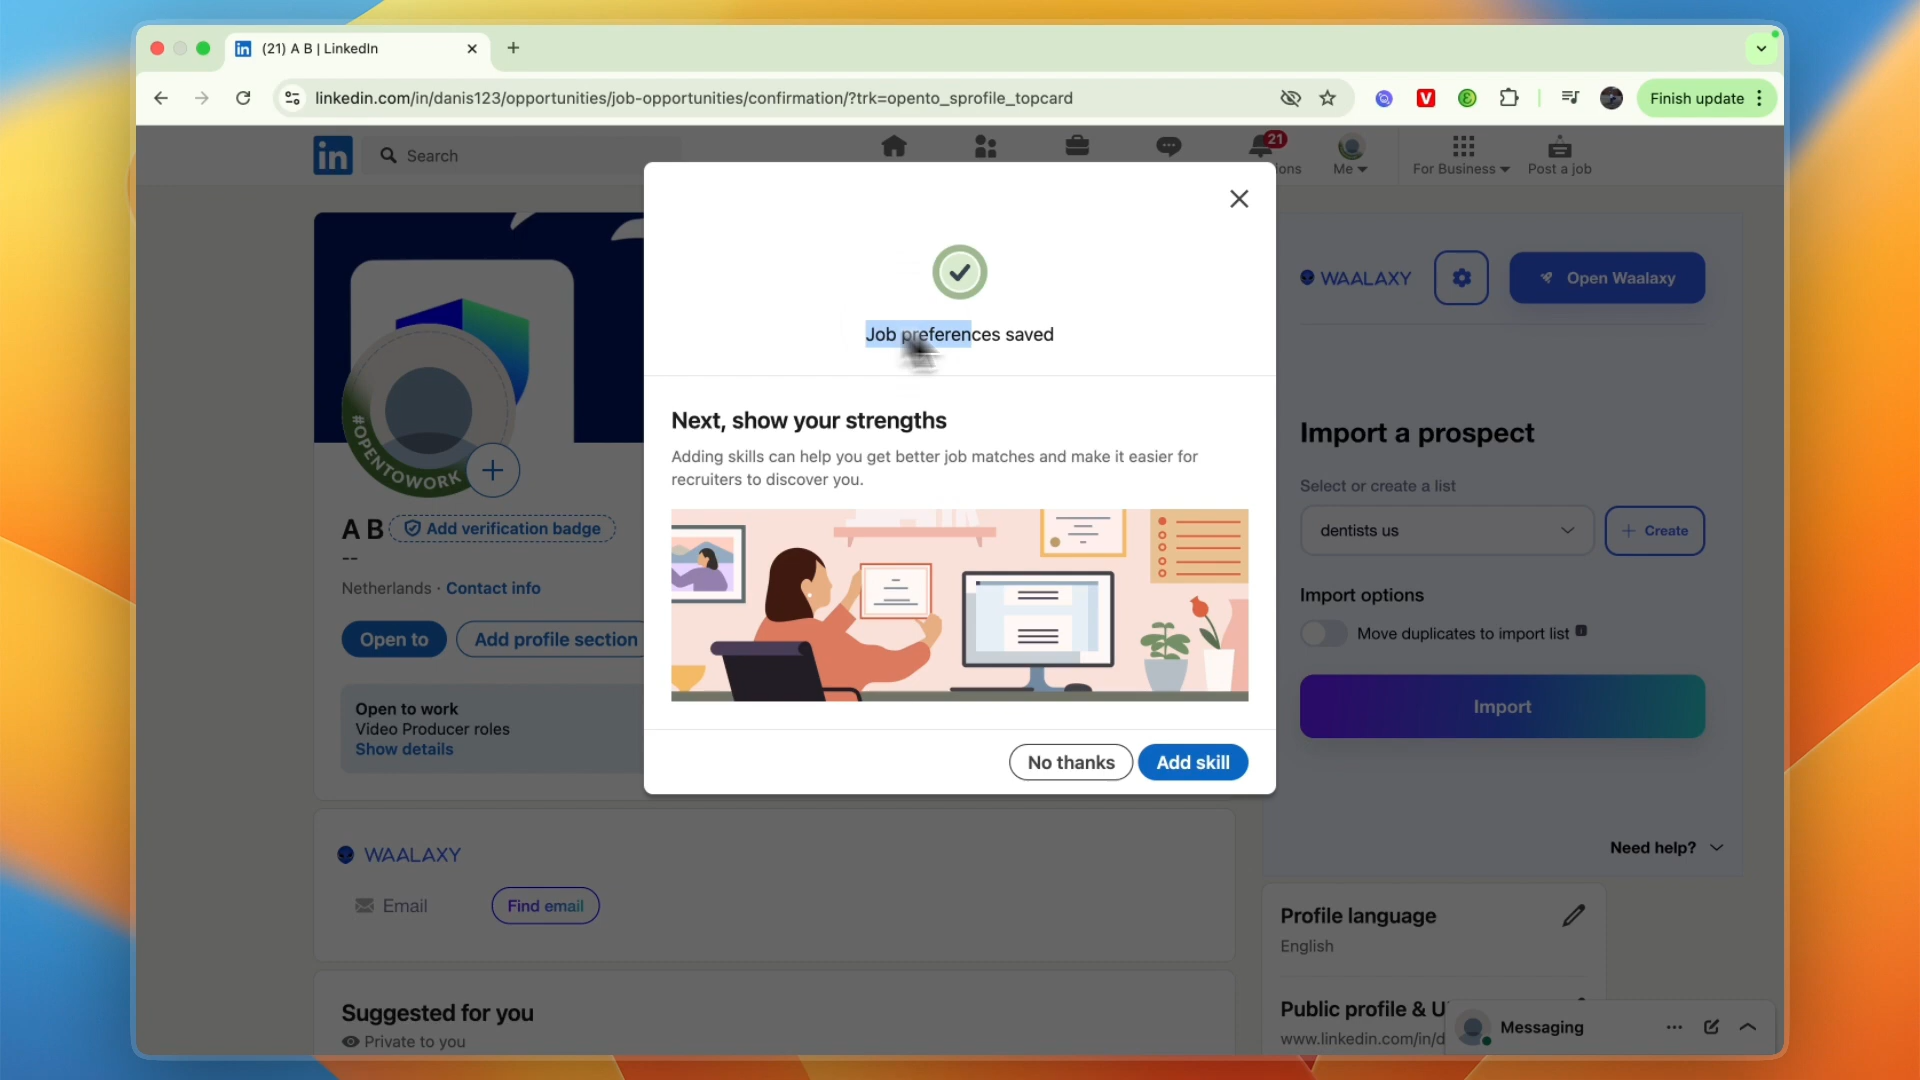 (21) A B | LinkedIn
linkedin.com/in/danis123/opportunities/job-opportunities/confirmation/?trk=opento_sprofile_topcard
Finish update
in
Search
21
ions
Me
For Business
Post a job
Job preferences saved
Next, show your strengths
Adding skills can help you get better job matches and make it easier for
recruiters to discover you.
No thanks
Add skill
#OPENTOWORK
A B
Add verification badge
--
Netherlands · Contact info
Open to
Add profile section
Open to work
Video Producer roles
Show details
WAALAXY
Email
Find email
Suggested for you
Private to you
WAALAXY
Open Waalaxy
Import a prospect
Select or create a list
dentists us
+ Create
Import options
Move duplicates to import list
Import
Need help?
Profile language
English
Public profile & U
www.linkedin.com/in/d
Messaging